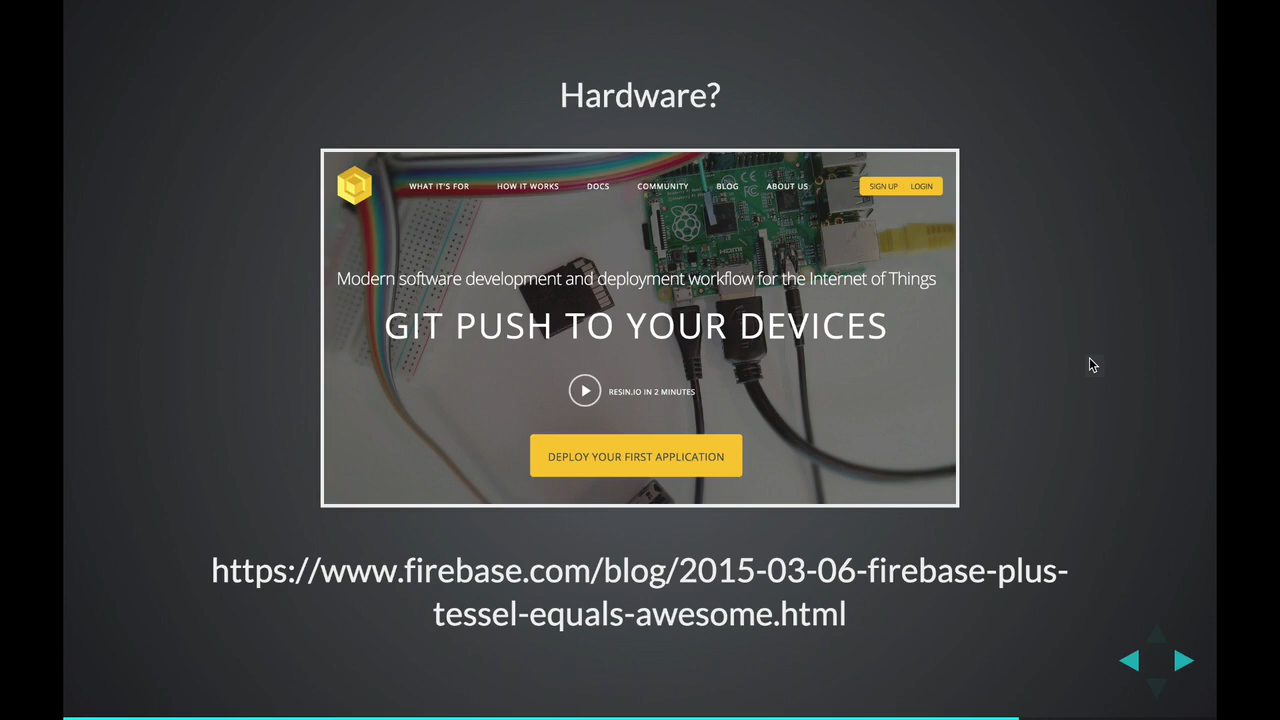 Hardware?
WHAT IT'S FOR HOW IT WORKS DOCS COMMUNITY BLOG ABOUT US SIGN UP LOGIN
Modern software development and deployment workflow for the Internet of Things
GIT PUSH TO YOUR DEVICES
RESIN.IO IN 2 MINUTES
DEPLOY YOUR FIRST APPLICATION
https://www.firebase.com/blog/2015-03-06-firebase-plus-
tessel-equals-awesome.html